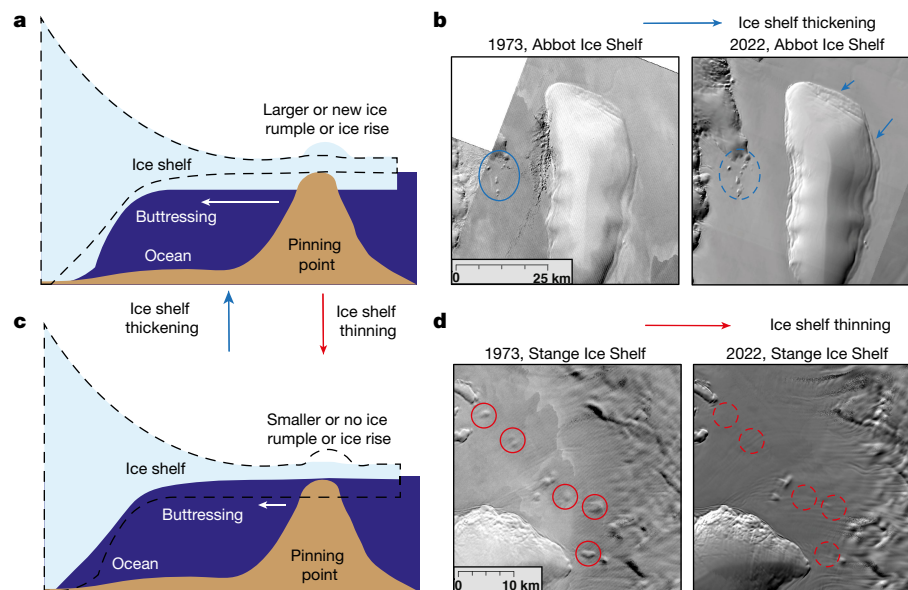 a
Larger or new ice
rumple or ice rise
Ice shelf
Buttressing
Ocean
Pinning
point
Ice shelf
thickening
Ice shelf
thinning
b
Ice shelf thickening
1973, Abbot Ice Shelf
2022, Abbot Ice Shelf
0
25 km
c
Smaller or no ice
rumple or ice rise
Ice shelf
Buttressing
Ocean
Pinning
point
d
Ice shelf thinning
1973, Stange Ice Shelf
2022, Stange Ice Shelf
0
10 km